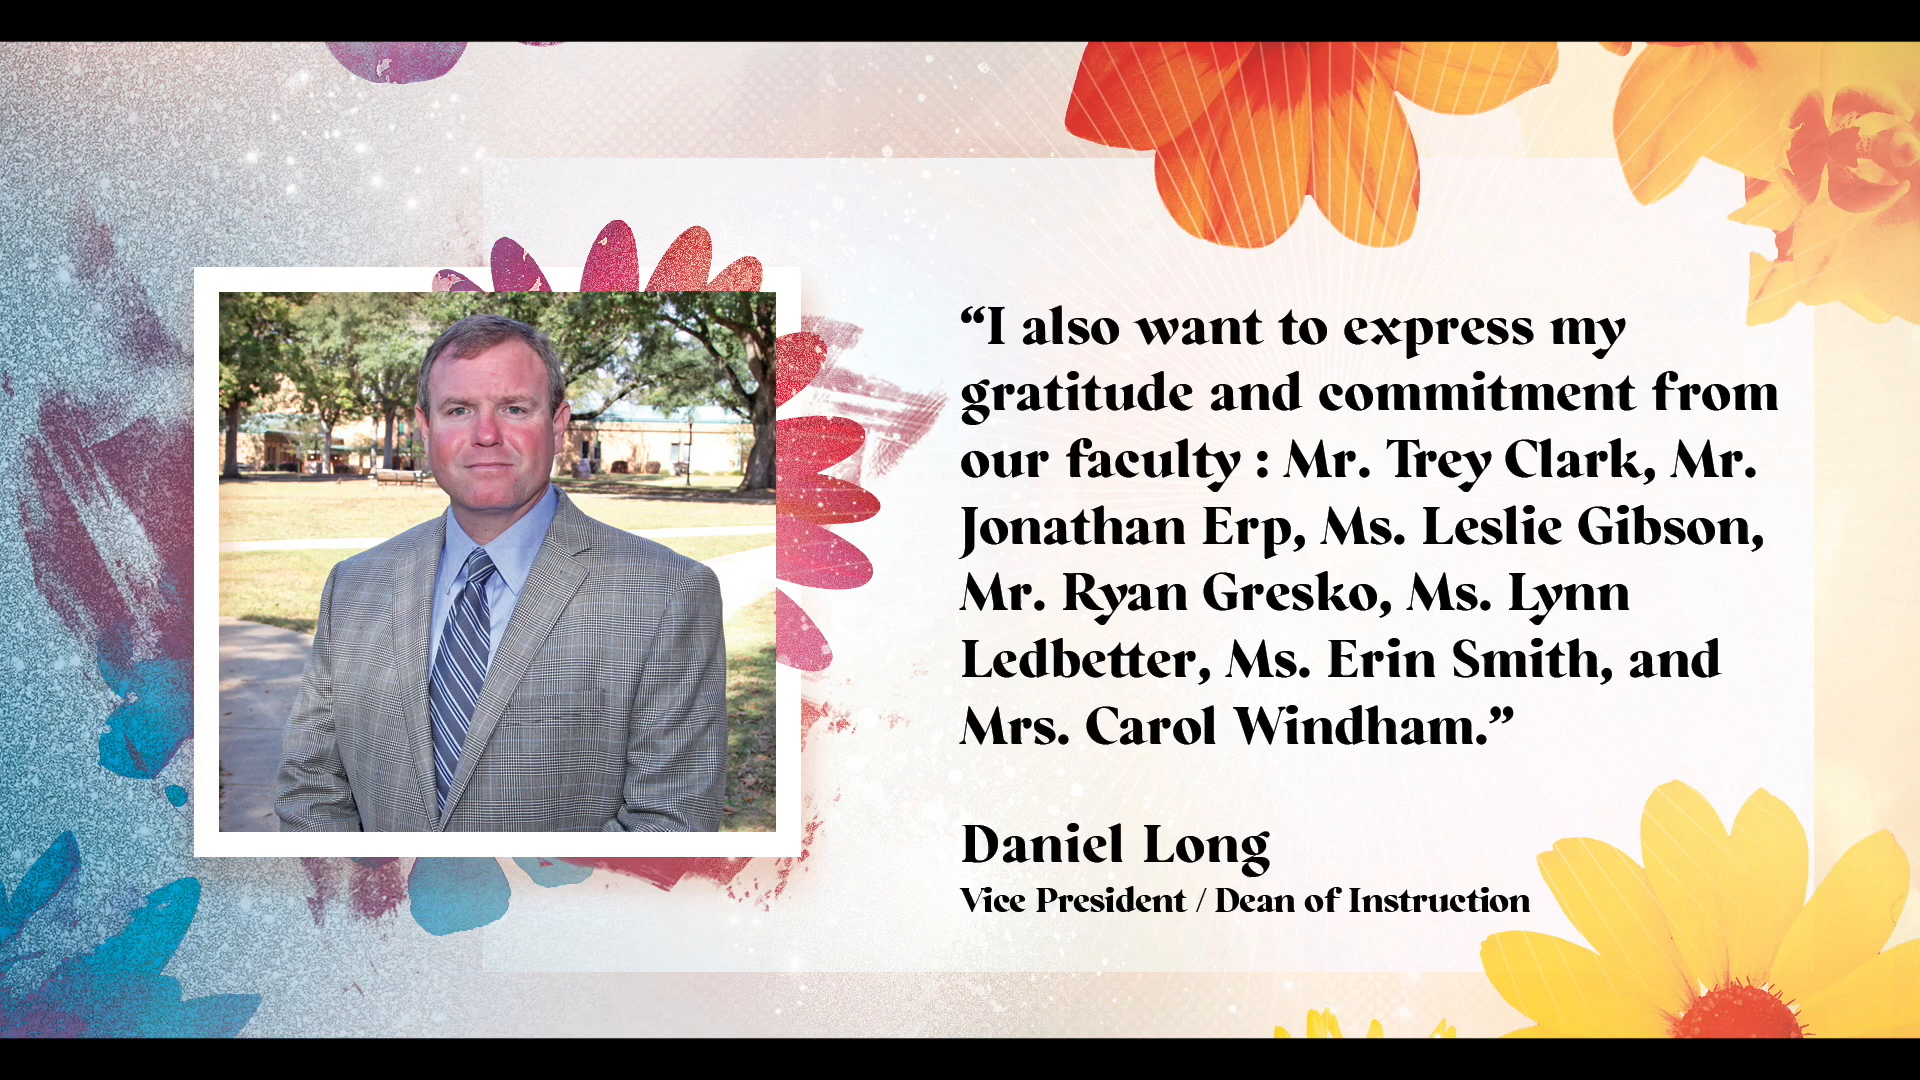 “I also want to express my
gratitude and commitment from
our faculty : Mr. Trey Clark, Mr.
Jonathan Erp, Ms. Leslie Gibson,
Mr. Ryan Gresko, Ms. Lynn
Ledbetter, Ms. Erin Smith, and
Mrs. Carol Windham.”
Daniel Long
Vice President / Dean of Instruction